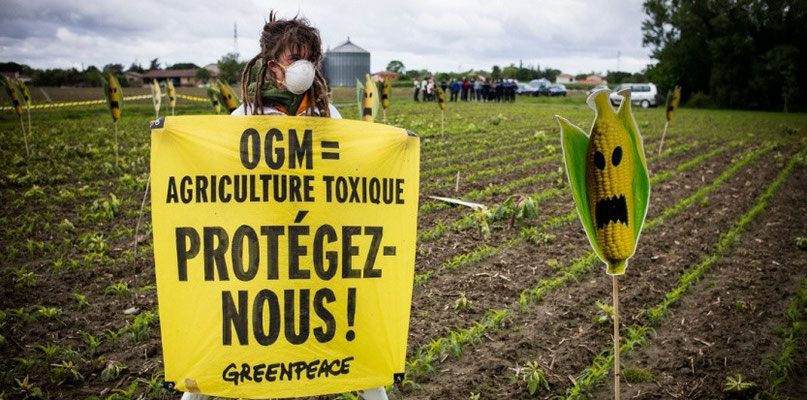 OGM =
AGRICULTURE TOXIQUE
PROTÉGEZ-
NOUS !
GREENPEACE